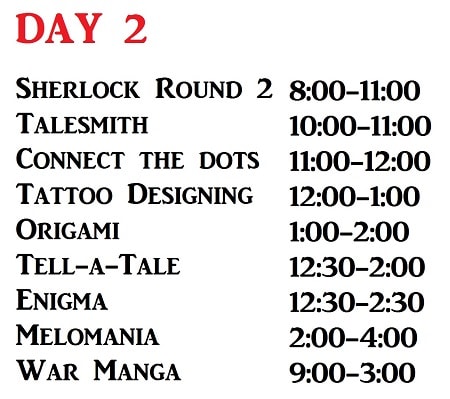 DAY 2
Sherlock Round 2 8:00-11:00
Talesmith 10:00-11:00
Connect the dots 11:00-12:00
Tattoo Designing 12:00-1:00
Origami 1:00-2:00
Tell-a-Tale 12:30-2:00
Enigma 12:30-2:30
Melomania 2:00-4:00
War Manga 9:00-3:00